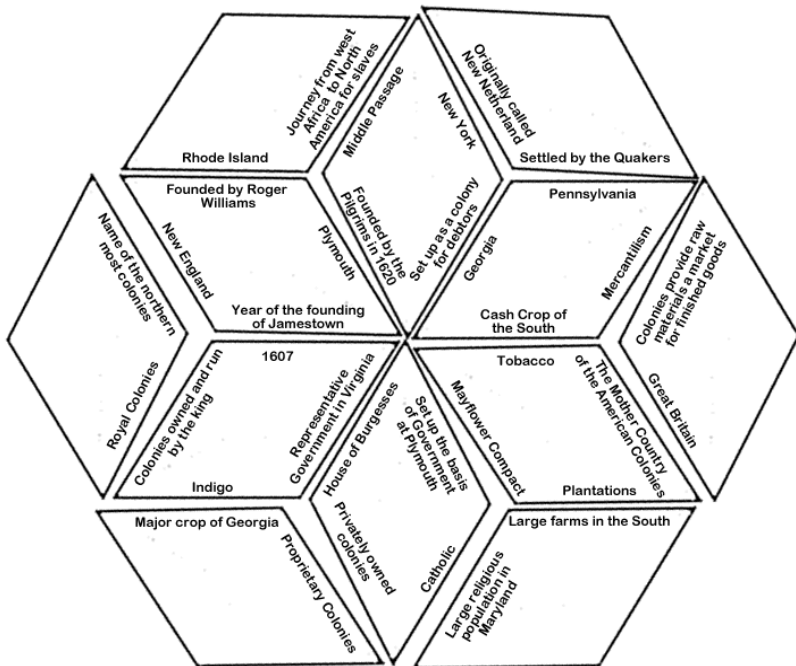 Journey from west
Africa to North
America for slaves
Rhode Island
Middle Passage
New York
Founded by the
Pilgrims in 1620
Set up as a colony
for debtors
Originally called
New Netherland
Settled by the Quakers
Founded by Roger
Williams
New England
Plymouth
Year of the founding
of Jamestown
Pennsylvania
Georgia
Mercantilism
Cash Crop of
the South
Name of the northern
most colonies
Royal Colonies
Colonies provide raw
materials a market
for finished goods
Great Britain
1607
Colonies owned and run
by the king
Representative
Government in Virginia
Indigo
House of Burgesses
Set up the basis
of Government
at Plymouth
Privately owned
colonies
Catholic
Tobacco
Mayflower Compact
The Mother Country
of the American Colonies
Plantations
Major crop of Georgia
Proprietary Colonies
Large farms in the South
Large religious
population in
Maryland